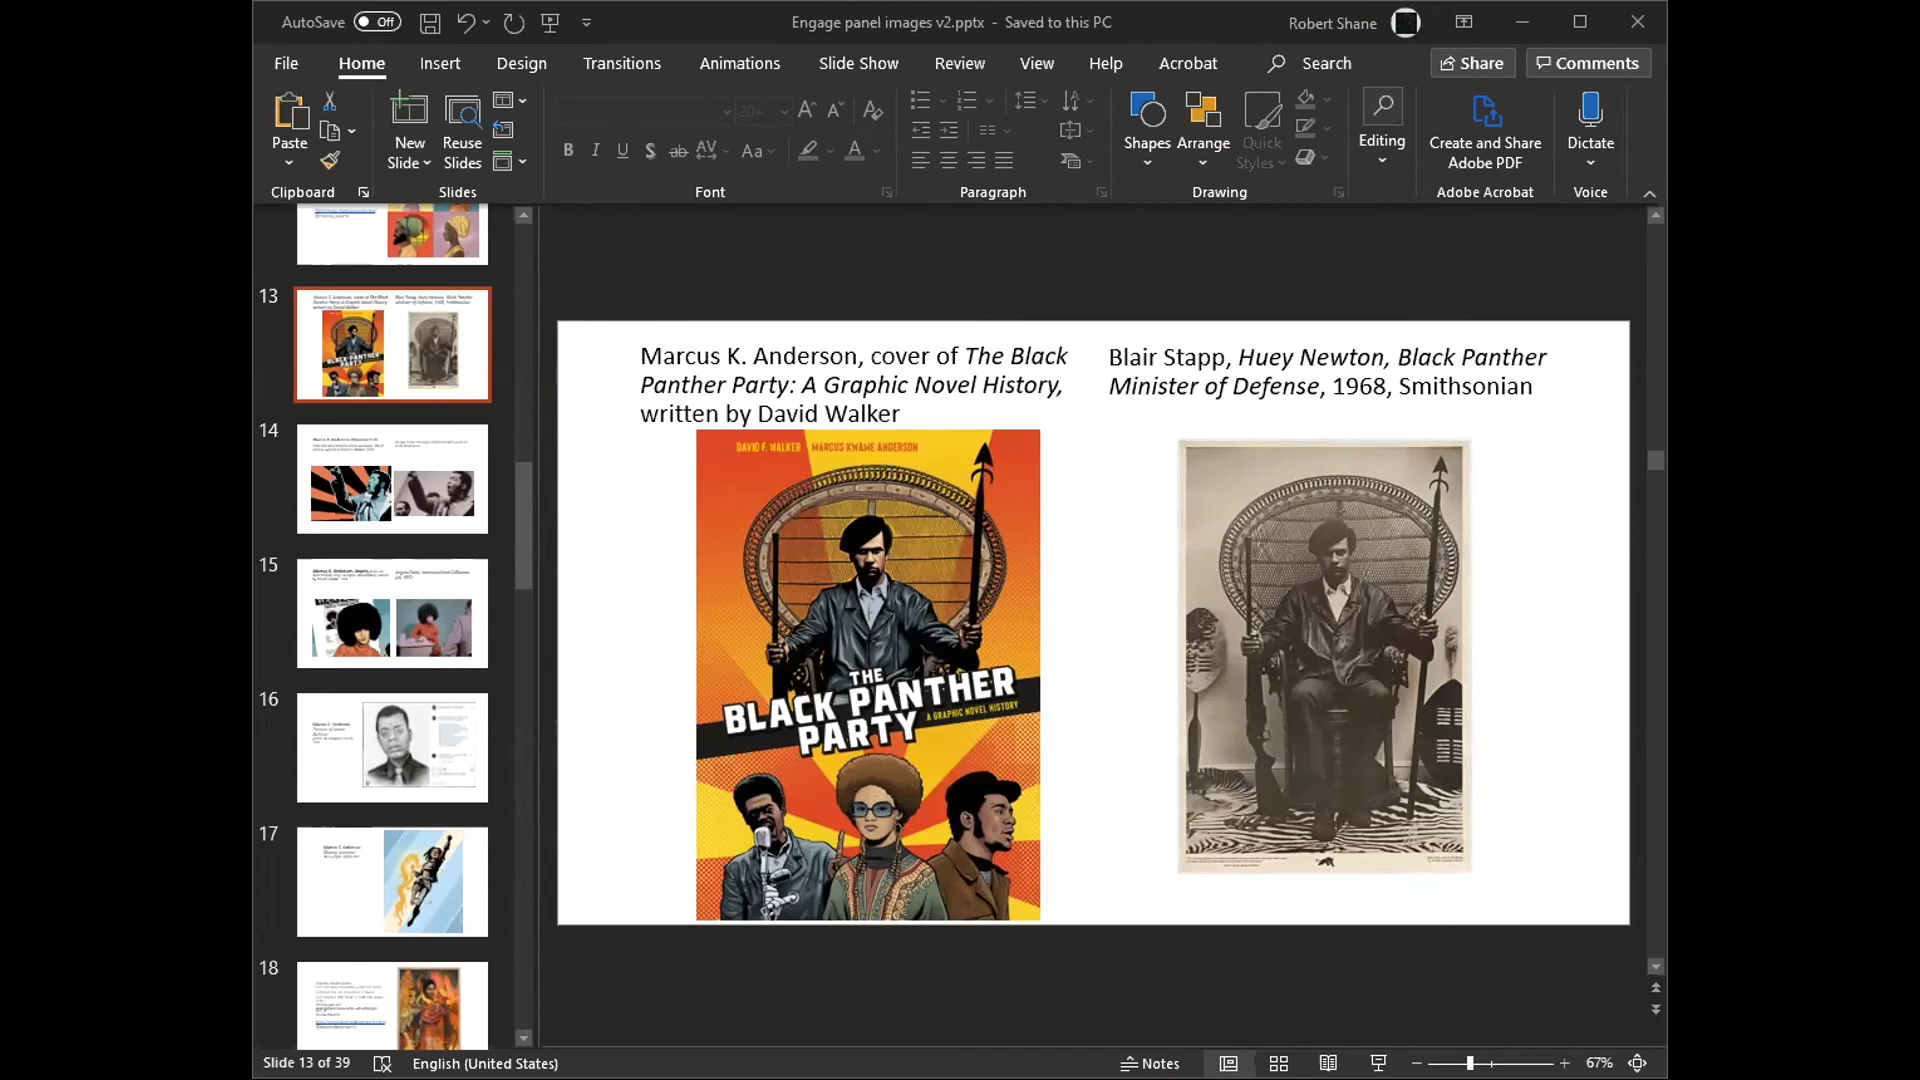 AutoSave Off
Engage panel images v2.pptx - Saved to this PC
Robert Shane
File Home Insert Design Transitions Animations Slide Show Review View Help Acrobat Search Share Comments
Paste
New Slide
Reuse Slides
20+
B I U S ab AV Aa A
Shapes
Arrange
Quick Styles
Editing
Create and Share Adobe PDF
Dictate
Clipboard Slides Font Paragraph Drawing Adobe Acrobat Voice
13
14
15
16
17
18
Marcus K. Anderson, cover of The Black
Panther Party: A Graphic Novel History,
written by David Walker
Blair Stapp, Huey Newton, Black Panther
Minister of Defense, 1968, Smithsonian
DAVID F. WALKER MARCUS KWAME ANDERSON
THE
BLACK PANTHER
PARTY
A GRAPHIC NOVEL HISTORY
Slide 13 of 39 English (United States) Notes 67%